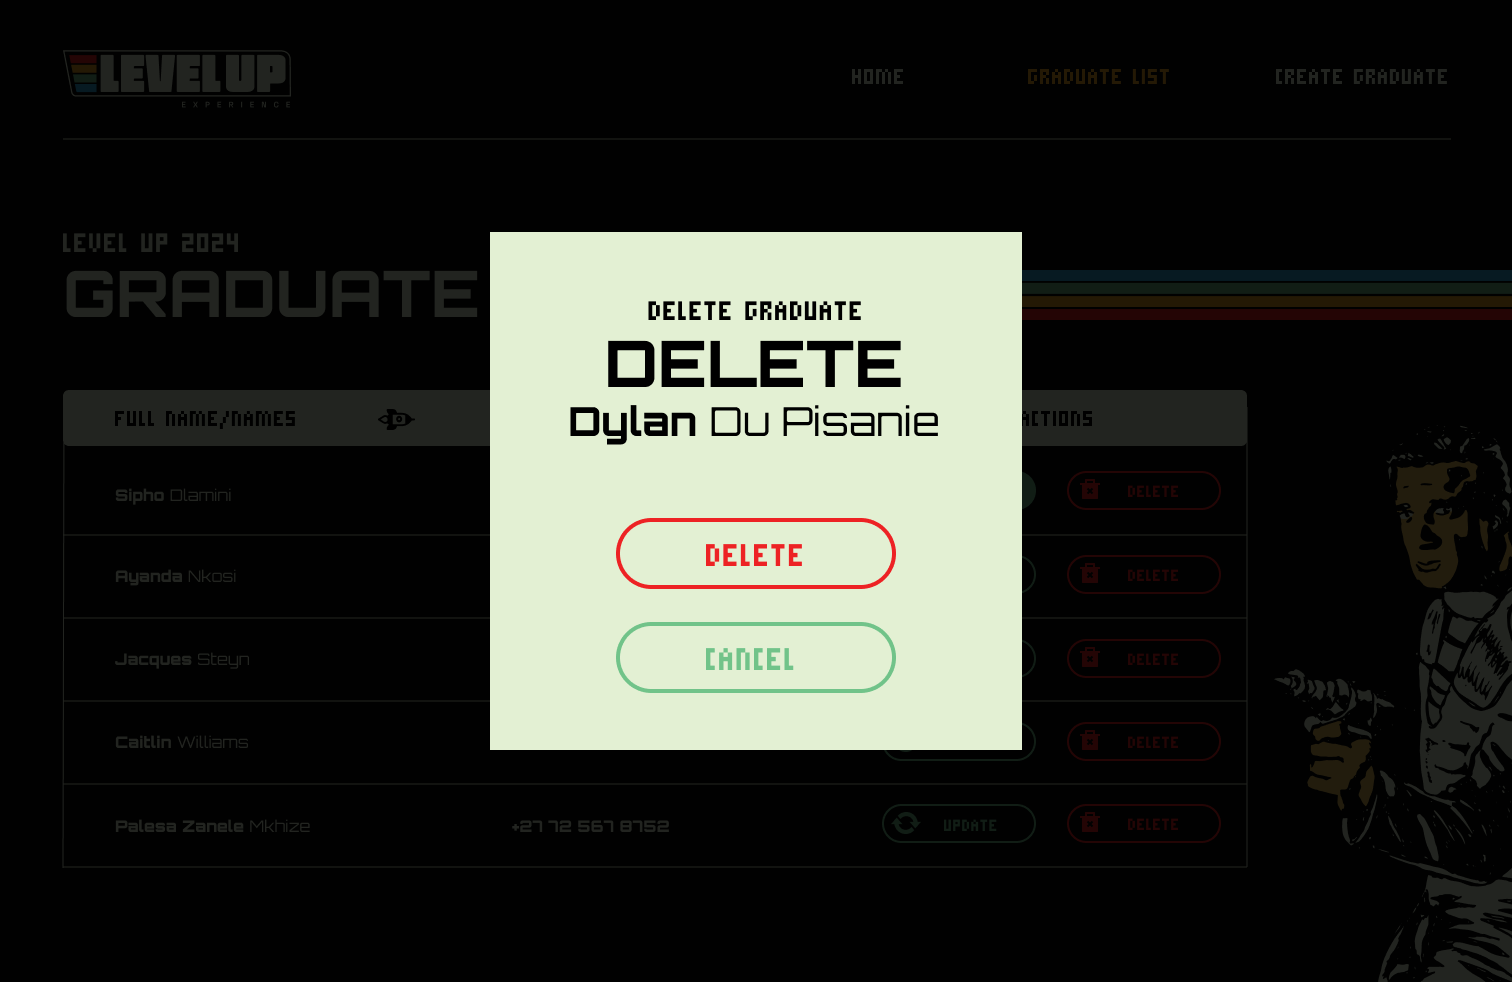 LEVEL UP
EXPERIENCE
HOME
GRADUATE LIST
CREATE GRADUATE
LEVEL UP 2024
GRADUATE
DELETE GRADUATE
DELETE
Dylan Du Pisanie
DELETE
CANCEL
FULL NAME/NAMES
ACTIONS
Sipho Dlamini
DELETE
Ayanda Nkosi
DELETE
Jacques Steyn
DELETE
Caitlin Williams
DELETE
Palesa Zanele Mkhize
+27 72 567 8752
UPDATE
DELETE